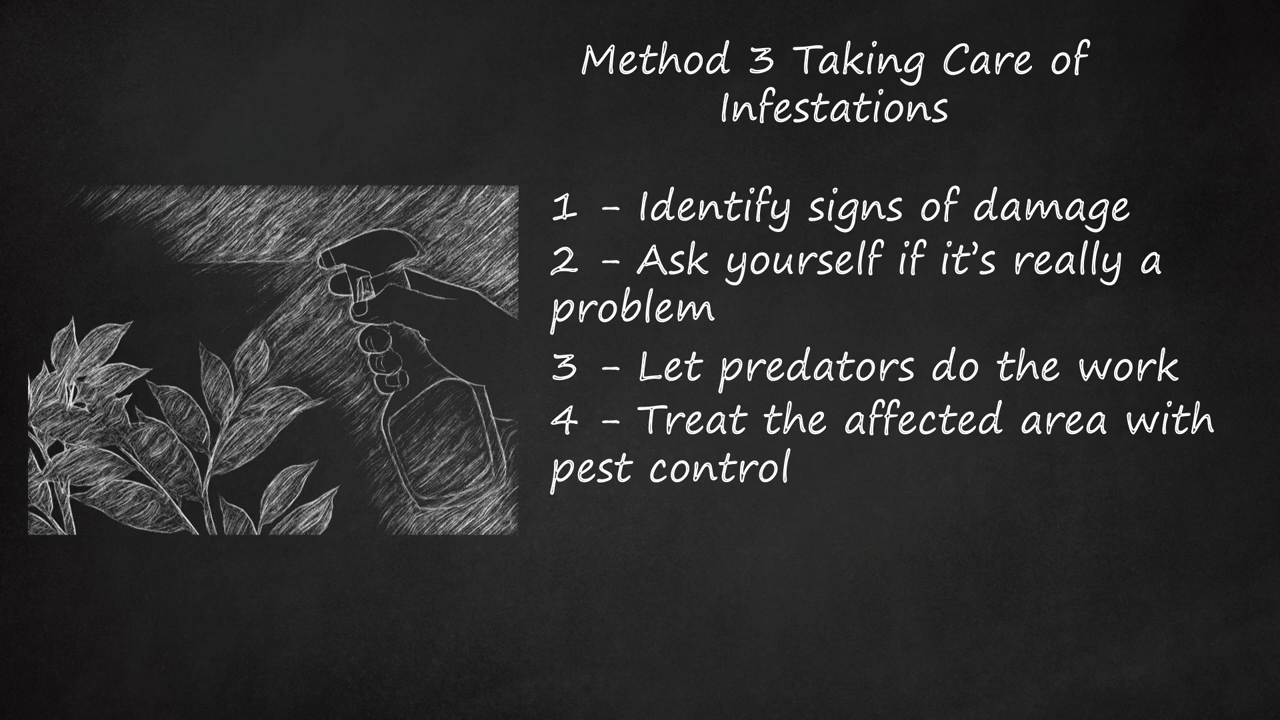 Method 3 Taking Care of
Infestations
1 - Identify signs of damage
2 - Ask yourself if it’s really a
problem
3 - Let predators do the work
4 - Treat the affected area with
pest control